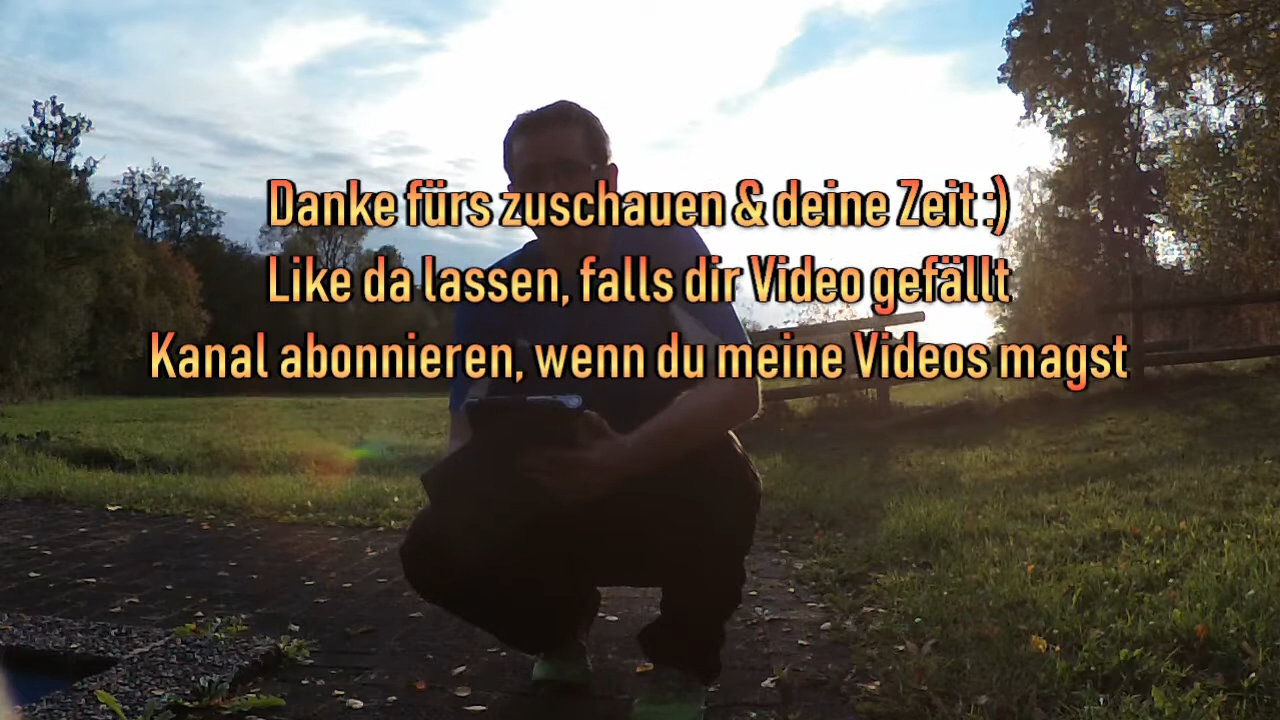 Danke fürs zuschauen & deine Zeit :)
Like da lassen, falls dir Video gefällt
Kanal abonnieren, wenn du meine Videos magst